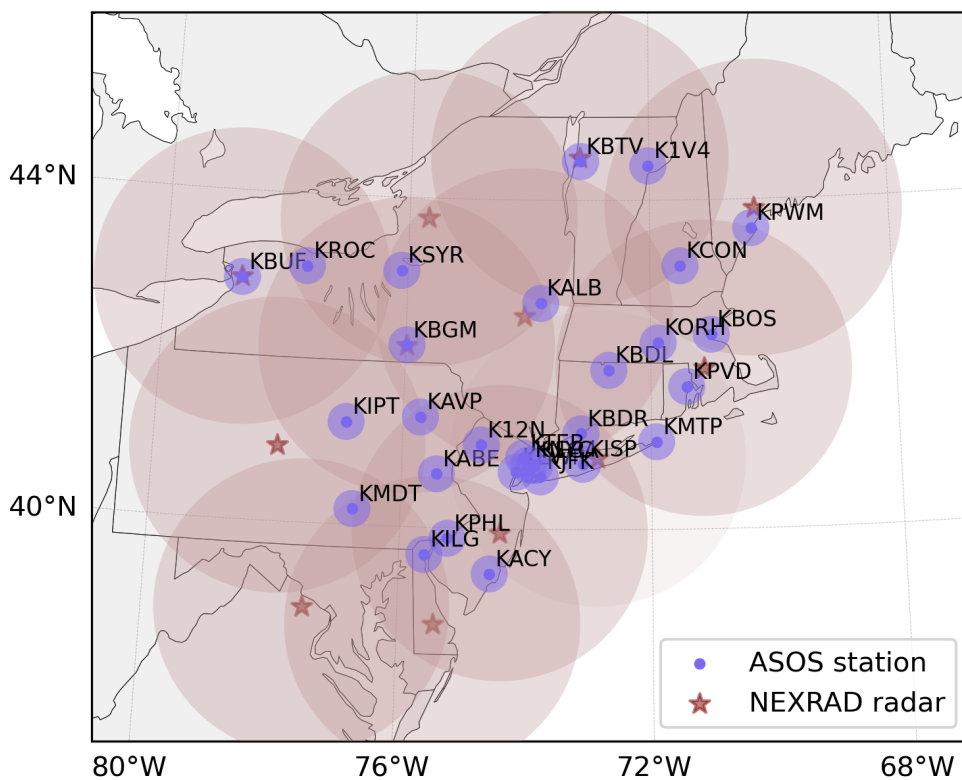 KBTV
K1V4
44°N
KPWM
KBUF
KROC
KSYR
KCON
KALB
KBOS
KORH
KBGM
KBDL
KPVD
KAVP
KIPT
KBDR
K12N
KMTP
KTEB
KISP
KJFK
KABE
KMDT
40°N
KPHL
KILG
KACY
ASOS station
NEXRAD radar
80°W
76°W
72°W
68°W